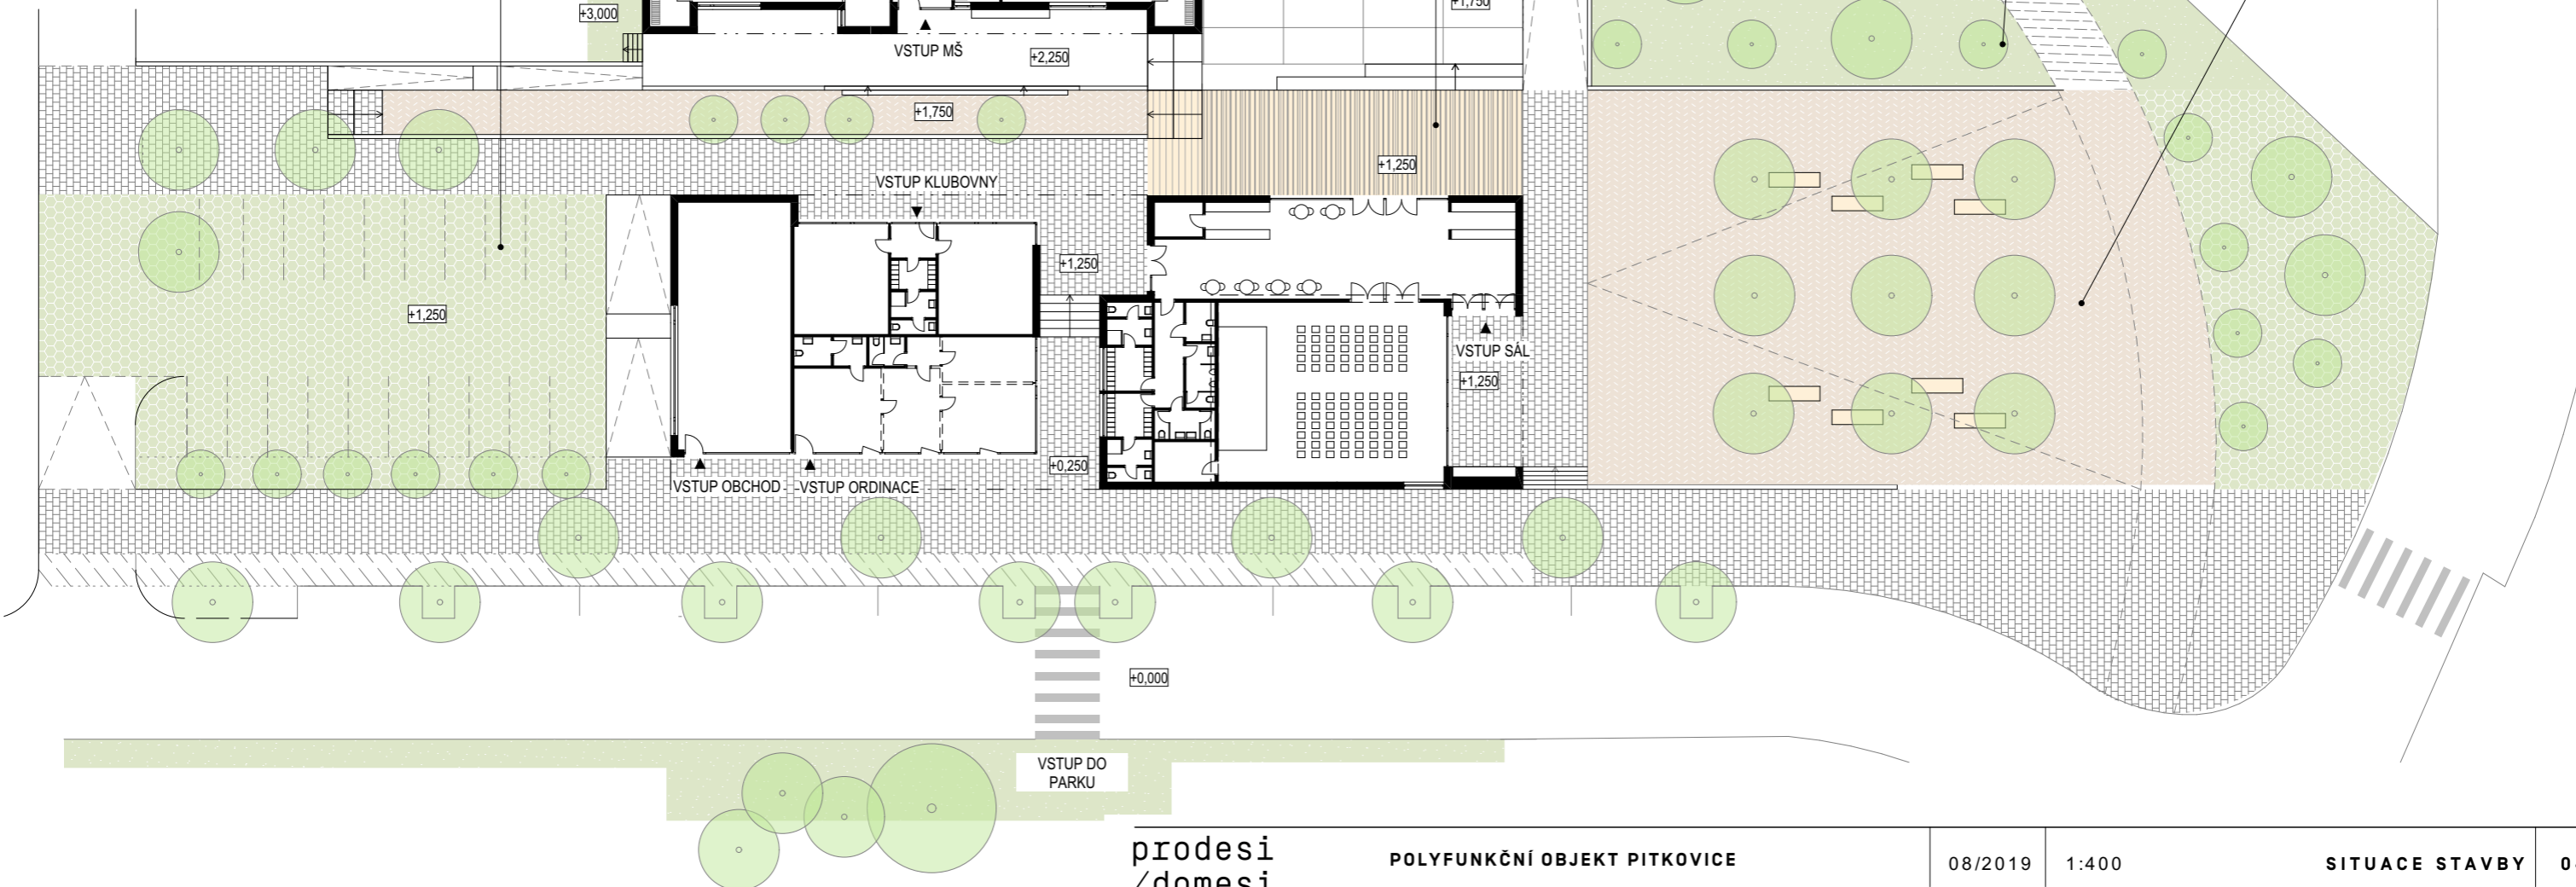 +3,000
+1,750
VSTUP MŠ
+2,250
+1,750
+1,250
VSTUP KLUBOVNY
+1,250
+1,250
VSTUP SÁL
+1,250
+0,250
VSTUP OBCHOD
VSTUP ORDINACE
+0,000
VSTUP DO
PARKU
prodesi
/domesi
POLYFUNKČNÍ OBJEKT PITKOVICE
08/2019
1:400
SITUACE STAVBY